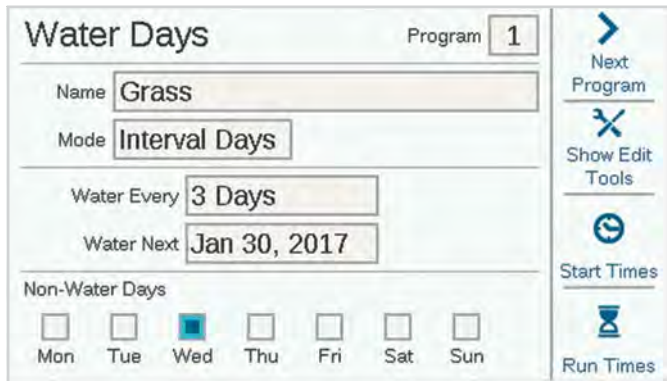 Water Days
Program 1
Name Grass
Mode Interval Days
Water Every 3 Days
Water Next Jan 30, 2017
Non-Water Days
Mon Tue Wed Thu Fri Sat Sun
Next
Program
Show Edit
Tools
Start Times
Run Times